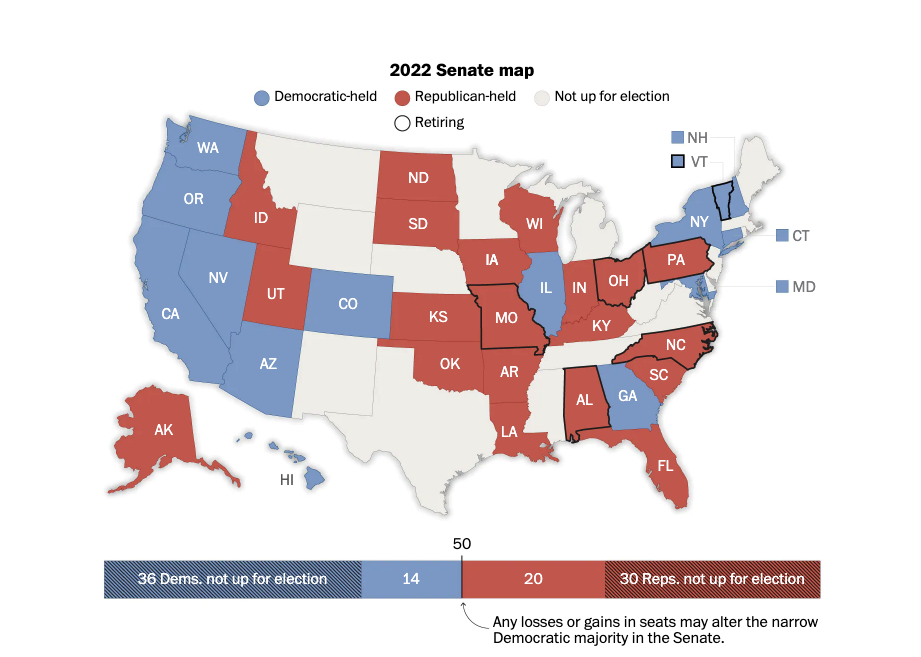 2022 Senate map
Democratic-held
Republican-held
Not up for election
Retiring
NH
VT
WA
OR
ID
ND
SD
WI
NY
CT
MD
PA
NV
CA
UT
CO
IA
IL
IN
OH
KS
MO
KY
AZ
OK
AR
NC
SC
AL
GA
LA
FL
AK
HI
50
36 Dems. not up for election
14
20
30 Reps. not up for election
Any losses or gains in seats may alter the narrow
Democratic majority in the Senate.